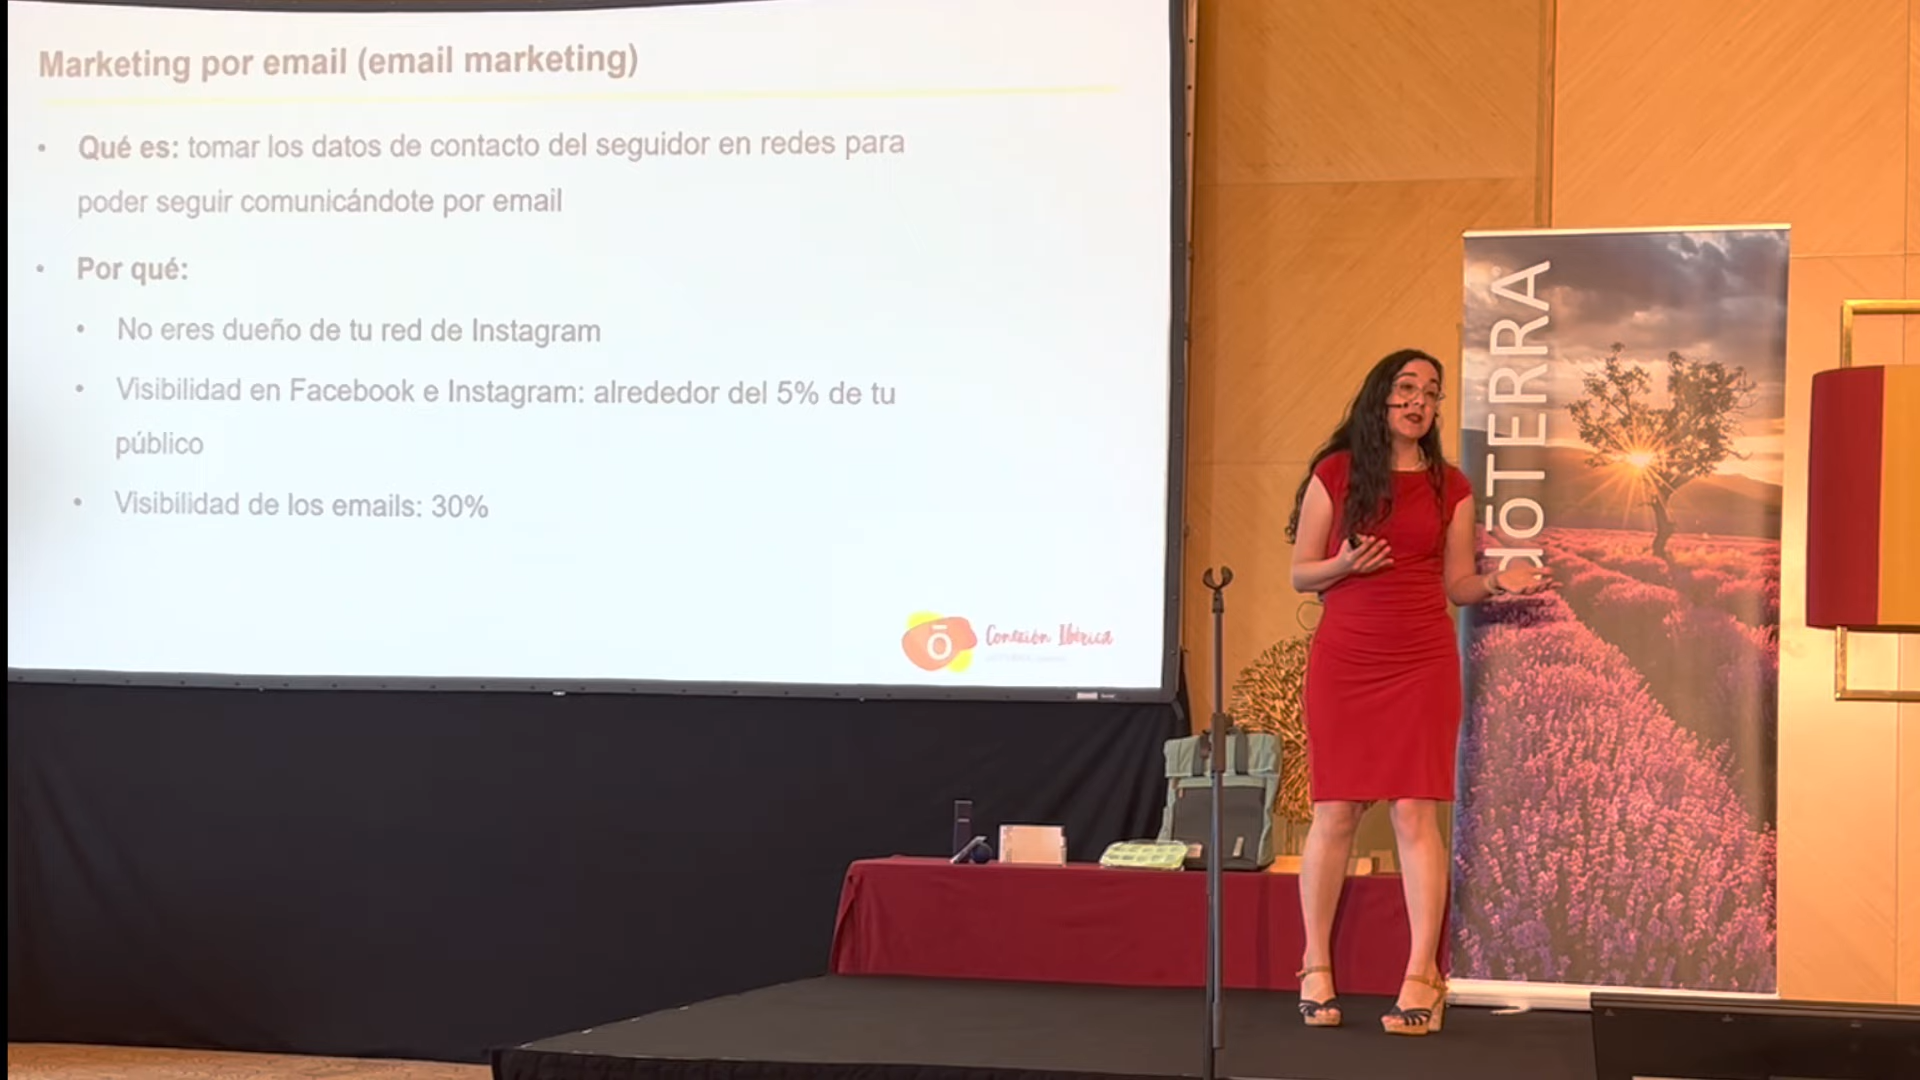 Marketing por email (email marketing)
• Qué es: tomar los datos de contacto del seguidor en redes para
poder seguir comunicándote por email
• Por qué:
• No eres dueño de tu red de Instagram
• Visibilidad en Facebook e Instagram: alrededor del 5% de tu
público
• Visibilidad de los emails: 30%
ō Conexión Ibérica
dōTERRA